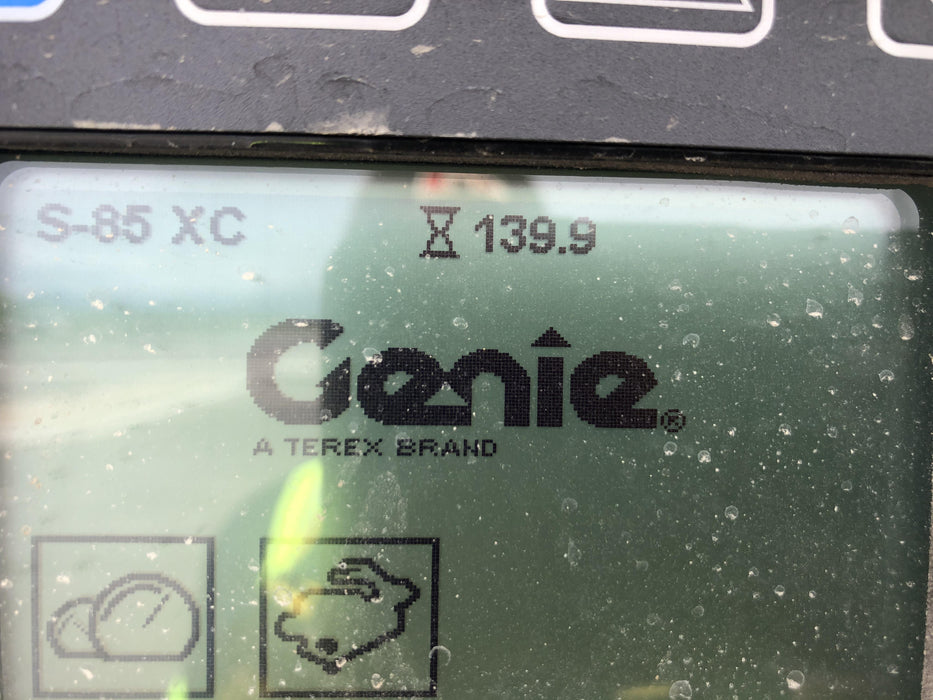 S-85 XC 139.9
Genie®
A TEREX BRAND